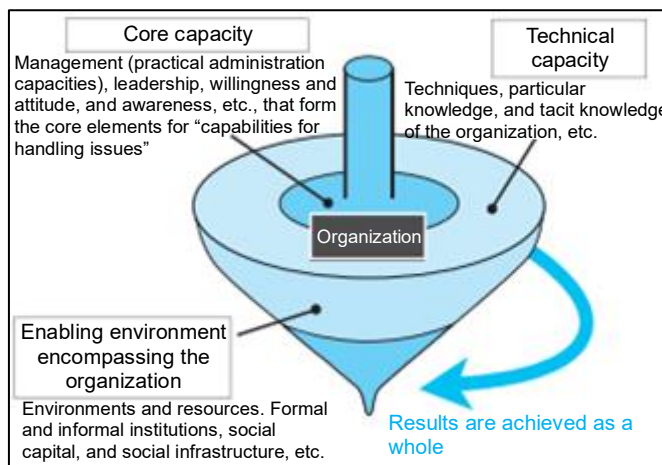 Core capacity
Management (practical administration
capacities), leadership, willingness and
attitude, and awareness, etc., that form
the core elements for “capabilities for
handling issues”
Technical
capacity
Techniques, particular
knowledge, and tacit knowledge
of the organization, etc.
Organization
Enabling environment
encompassing the
organization
Environments and resources. Formal
and informal institutions, social
capital, and social infrastructure, etc.
Results are achieved as a
whole